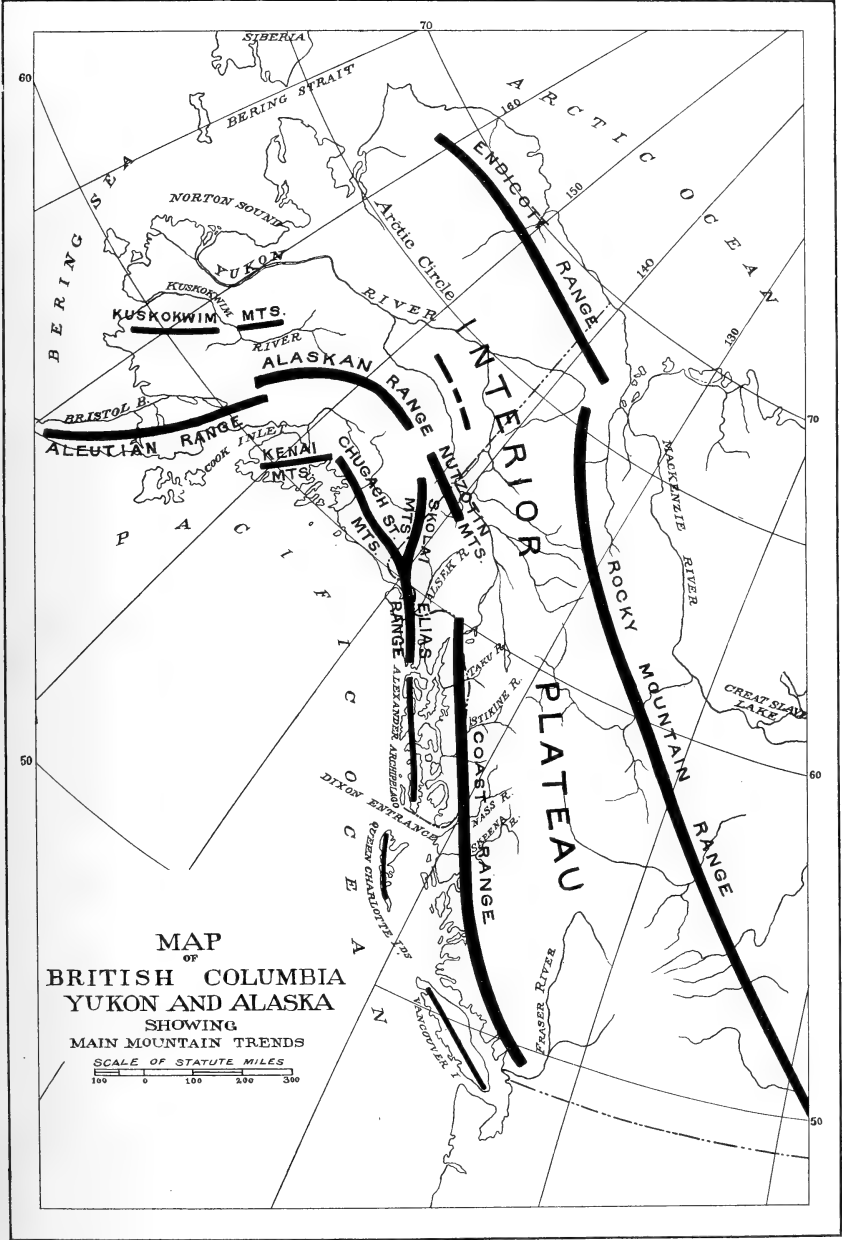 70
SIBERIA
60
BERING STRAIT
ARCTIC OCEAN
160
ENDICOTT RANGE
150
BERING SEA
NORTON SOUND
Arctic Circle
140
YUKON RIVER
KUSKOKWIM RIVER
KUSKOKWIM MTS.
130
ALASKAN RANGE
INTERIOR PLATEAU
BRISTOL B.
ALEUTIAN RANGE
COOK INLET
KENAI MTS.
CHUGACH MTS.
NUTZOTIN MTS.
SKOLAI MTS.
ST. ELIAS RANGE
70
MACKENZIE RIVER
PACIFIC OCEAN
ALSEK R.
ROCKY MOUNTAIN RANGE
TAKU R.
STIKINE R.
ALEXANDER ARCHIPELAGO
GREAT SLAVE LAKE
50
60
COAST RANGE
DIXON ENTRANCE
NASS R.
SKEENA R.
QUEEN CHARLOTTE IDS
FRASER RIVER
VANCOUVER
50
MAP
OF
BRITISH COLUMBIA
YUKON AND ALASKA
SHOWING
MAIN MOUNTAIN TRENDS
SCALE OF STATUTE MILES
100 0 100 200 300